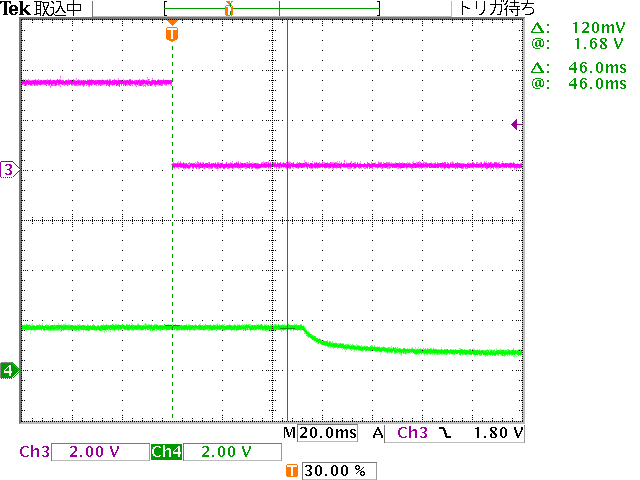 Tek 取込中 トリガ待ち
T
T
Δ: 120mV
@: 1.68 V
Δ: 46.0ms
@: 46.0ms
3
4
M 20.0ms A Ch3 1.80 V
Ch3 2.00 V Ch4 2.00 V
T 30.00 %